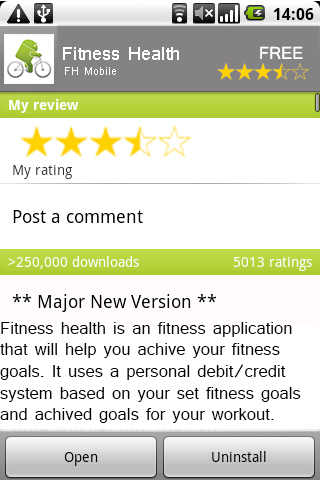 14:06
Fitness Health
FREE
FH Mobile
My review
My rating
Post a comment
>250,000 downloads 5013 ratings
** Major New Version **
Fitness health is an fitness application
that will help you achive your fitness
goals. It uses a personal debit/credit
system based on your set fitness goals
and achived goals for your workout.
Open Uninstall